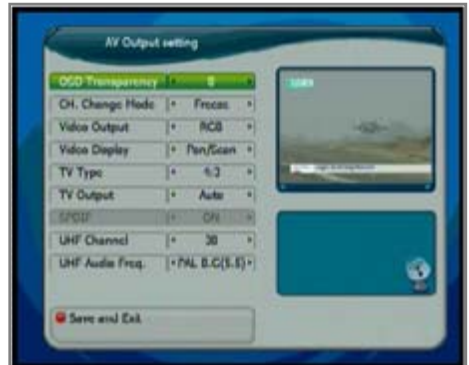 AV Output setting
OSD Transparency 0
CH. Change Mode Freeze
Video Output RGB
Video Display Pan/Scan
TV Type 4:3
TV Output Auto
SPDIF ON
UHF Channel 38
UHF Audio Freq. PAL B.G(5.5)
Save and Exit